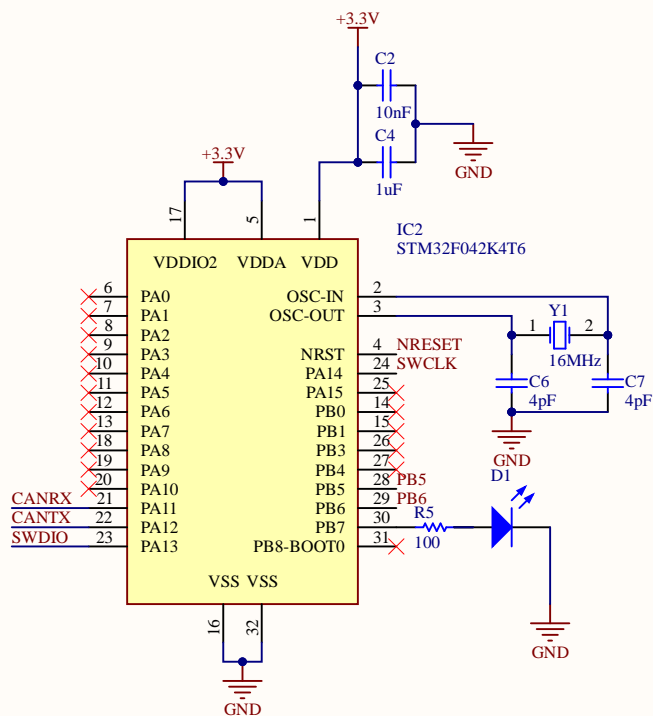 +3.3V
C2
10nF
C4
1uF
GND
+3.3V
17
5
1
IC2
STM32F042K4T6
VDDIO2
VDDA
VDD
6 PA0
7 PA1
8 PA2
9 PA3
10 PA4
11 PA5
12 PA6
13 PA7
18 PA8
19 PA9
20 PA10
CANRX 21 PA11
CANTX 22 PA12
SWDIO 23 PA13
OSC-IN 2
OSC-OUT 3
NRST 4 NRESET
PA14 24 SWCLK
PA15 25
PB0 14
PB1 15
PB3 26
PB4 27
PB5 28 PB5
PB6 29 PB6
PB7 30
PB8-BOOT0 31
Y1
1 2
16MHz
C6
4pF
C7
4pF
GND
D1
R5
100
GND
VSS VSS
16
32
GND